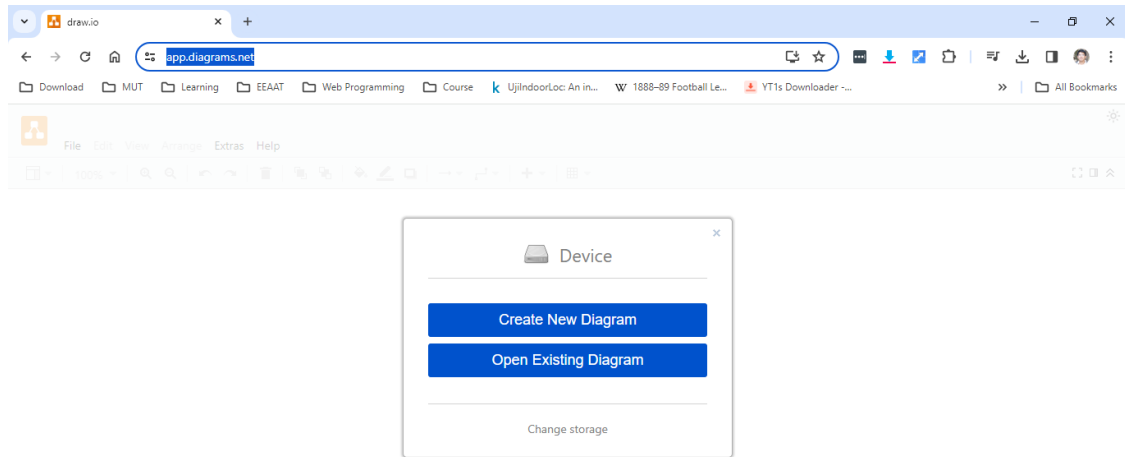 draw.io
app.diagrams.net
Download MUT Learning EEAAT Web Programming Course k UjiIndoorLoc: An in... W 1888–89 Football Le... YT1s Downloader -... » All Bookmarks
File Edit View Arrange Extras Help
100%
Device
Create New Diagram
Open Existing Diagram
Change storage